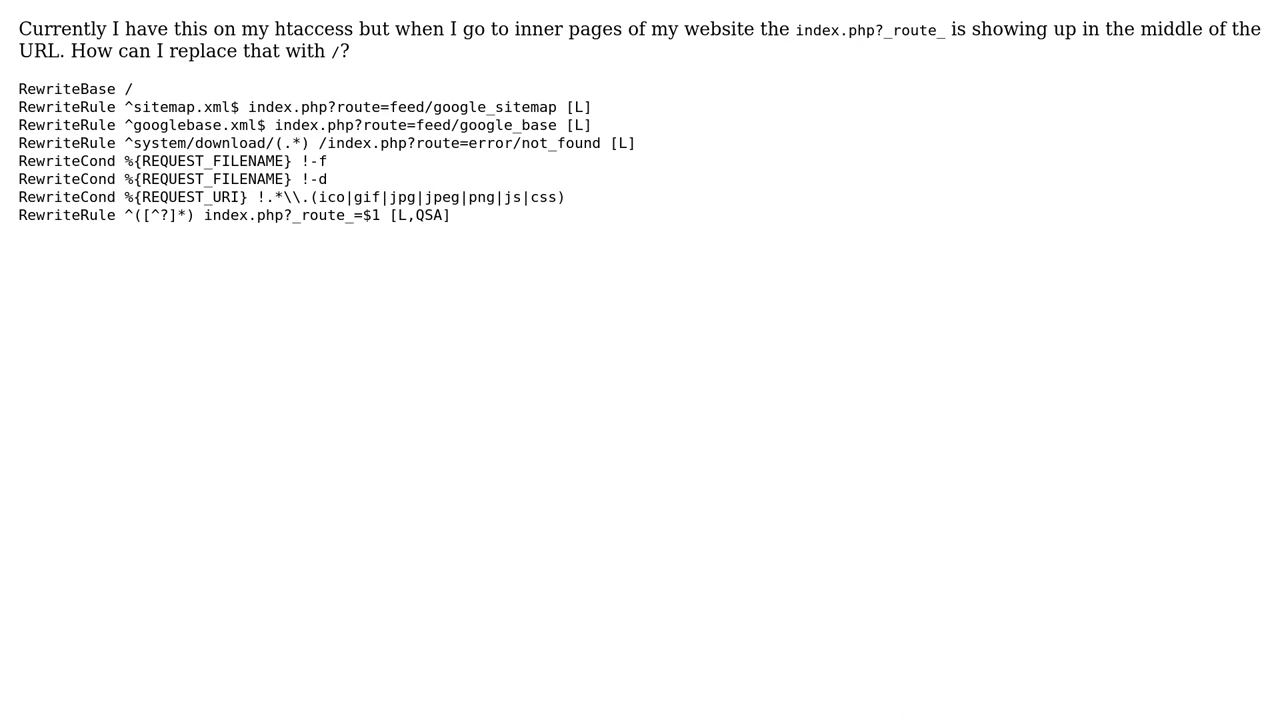 Currently I have this on my htaccess but when I go to inner pages of my website the index.php?_route_ is showing up in the middle of the
URL. How can I replace that with /?
RewriteBase /
RewriteRule ^sitemap.xml$ index.php?route=feed/google_sitemap [L]
RewriteRule ^googlebase.xml$ index.php?route=feed/google_base [L]
RewriteRule ^system/download/(.*) /index.php?route=error/not_found [L]
RewriteCond %{REQUEST_FILENAME} !-f
RewriteCond %{REQUEST_FILENAME} !-d
RewriteCond %{REQUEST_URI} !.*\\.(ico|gif|jpg|jpeg|png|js|css)
RewriteRule ^([^?]*) index.php?_route_=$1 [L,QSA]